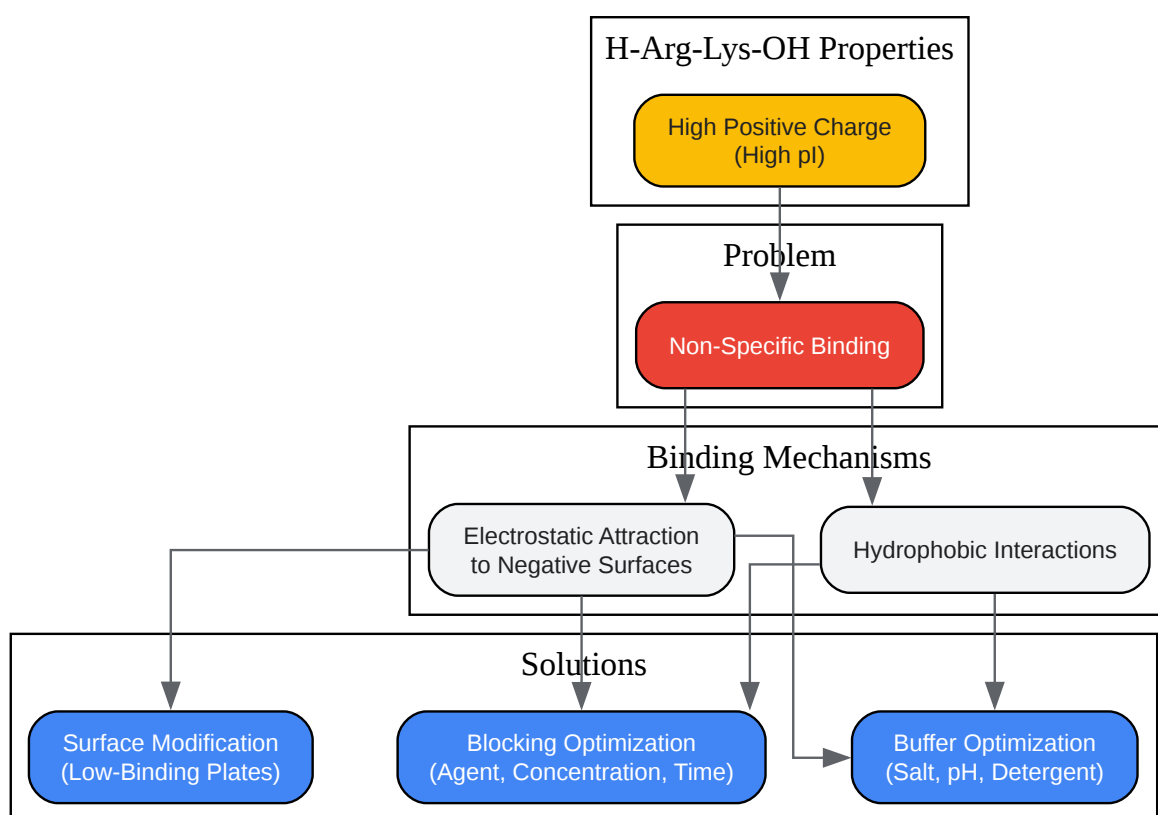 H-Arg-Lys-OH Properties
High Positive Charge
(High pI)
Problem
Non-Specific Binding
Binding Mechanisms
Electrostatic Attraction
to Negative Surfaces
Hydrophobic Interactions
Solutions
Surface Modification
(Low-Binding Plates)
Blocking Optimization
(Agent, Concentration, Time)
Buffer Optimization
(Salt, pH, Detergent)